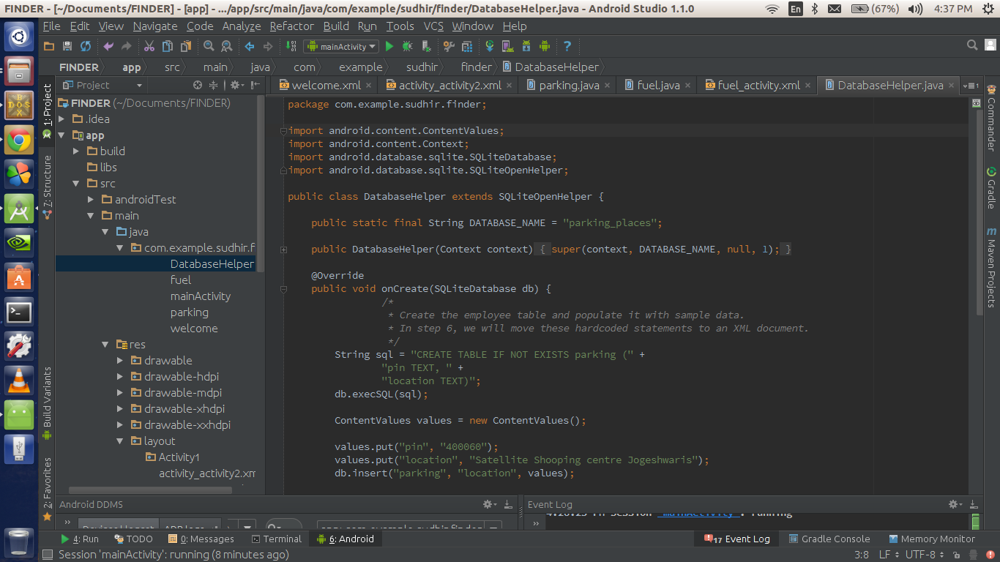 FINDER - [~/Documents/FINDER] - [app] - .../app/src/main/java/com/example/sudhir/finder/DatabaseHelper.java - Android Studio 1.1.0
En (67%) 4:37 PM
File Edit View Navigate Code Analyze Refactor Build Run Tools VCS Window Help
mainActivity
FINDER app src main java com example sudhir finder DatabaseHelper
Project
welcome.xml activity_activity2.xml parking.java fuel.java fuel_activity.xml DatabaseHelper.java
1: Project
7: Structure
Build Variants
2: Favorites
FINDER (~/Documents/FINDER)
.idea
app
build
libs
src
androidTest
main
java
com.example.sudhir.f
DatabaseHelper
fuel
mainActivity
parking
welcome
res
drawable
drawable-hdpi
drawable-mdpi
drawable-xhdpi
drawable-xxhdpi
layout
Activity1
activity_activity2.xm
package com.example.sudhir.finder;
import android.content.ContentValues;
import android.content.Context;
import android.database.sqlite.SQLiteDatabase;
import android.database.sqlite.SQLiteOpenHelper;
public class DatabaseHelper extends SQLiteOpenHelper {
public static final String DATABASE_NAME = "parking_places";
public DatabaseHelper(Context context) { super(context, DATABASE_NAME, null, 1); }
@Override
public void onCreate(SQLiteDatabase db) {
/*
* Create the employee table and populate it with sample data.
* In step 6, we will move these hardcoded statements to an XML document.
*/
String sql = "CREATE TABLE IF NOT EXISTS parking (" +
"pin TEXT, " +
"location TEXT)";
db.execSQL(sql);
ContentValues values = new ContentValues();
values.put("pin", "400060");
values.put("location", "Satellite Shooping centre Jogeshwaris");
db.insert("parking", "location", values);
Commander
Gradle
Maven Projects
Android DDMS
Event Log
Session 'mainActivity': running
4: Run TODO 0: Messages Terminal 6: Android 17 Event Log Gradle Console Memory Monitor
Session 'mainActivity': running (8 minutes ago) 3:8 LF UTF-8